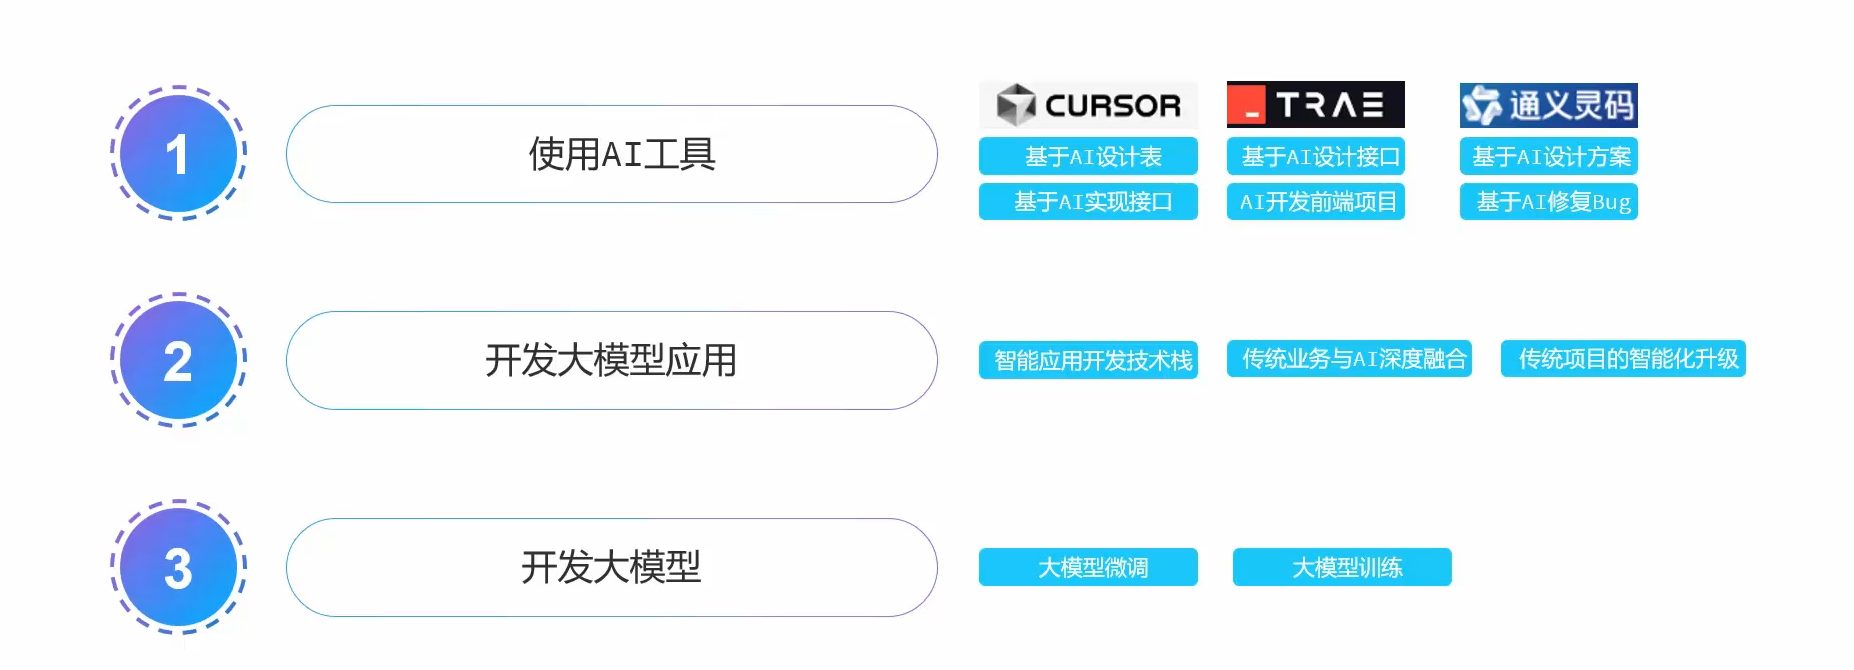 1
使用AI工具
CURSOR
TRAE
通义灵码
基于AI设计表
基于AI设计接口
基于AI设计方案
基于AI实现接口
AI开发前端项目
基于AI修复Bug
2
开发大模型应用
智能应用开发技术栈
传统业务与AI深度融合
传统项目的智能化升级
3
开发大模型
大模型微调
大模型训练